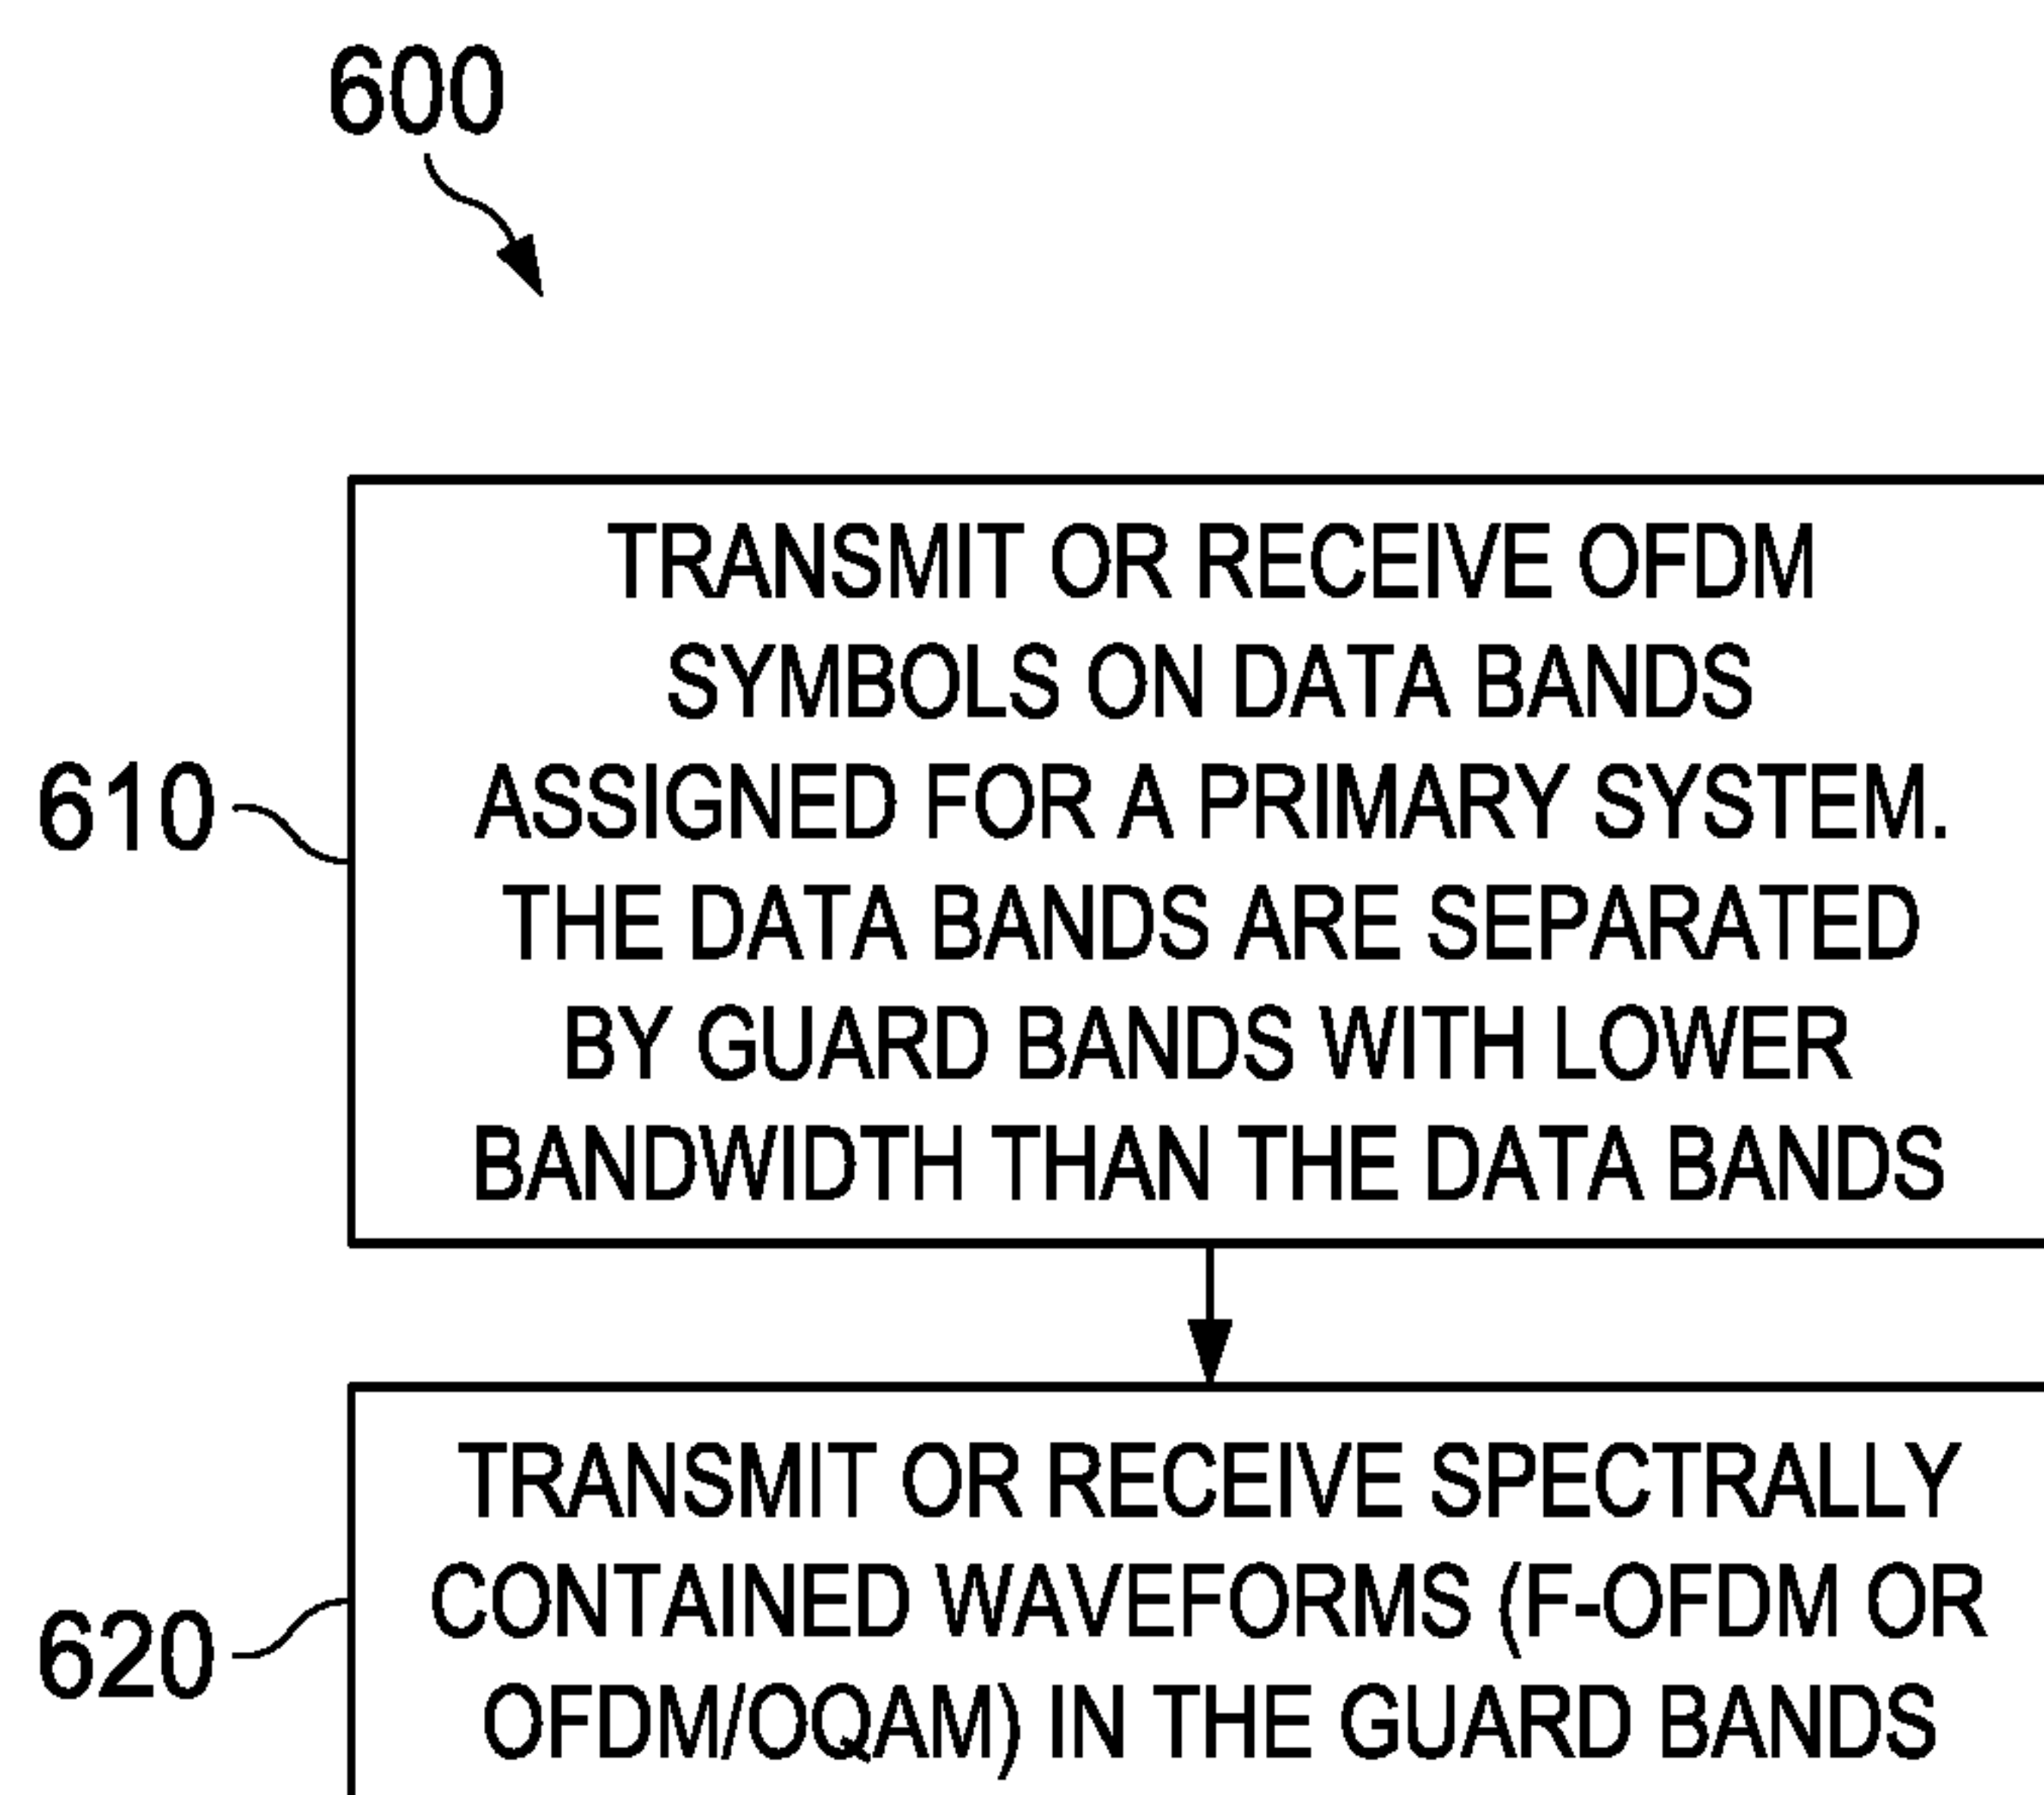 600
610
TRANSMIT OR RECEIVE OFDM
SYMBOLS ON DATA BANDS
ASSIGNED FOR A PRIMARY SYSTEM.
THE DATA BANDS ARE SEPARATED
BY GUARD BANDS WITH LOWER
BANDWIDTH THAN THE DATA BANDS
620
TRANSMIT OR RECEIVE SPECTRALLY
CONTAINED WAVEFORMS (F-OFDM OR
OFDM/OQAM) IN THE GUARD BANDS